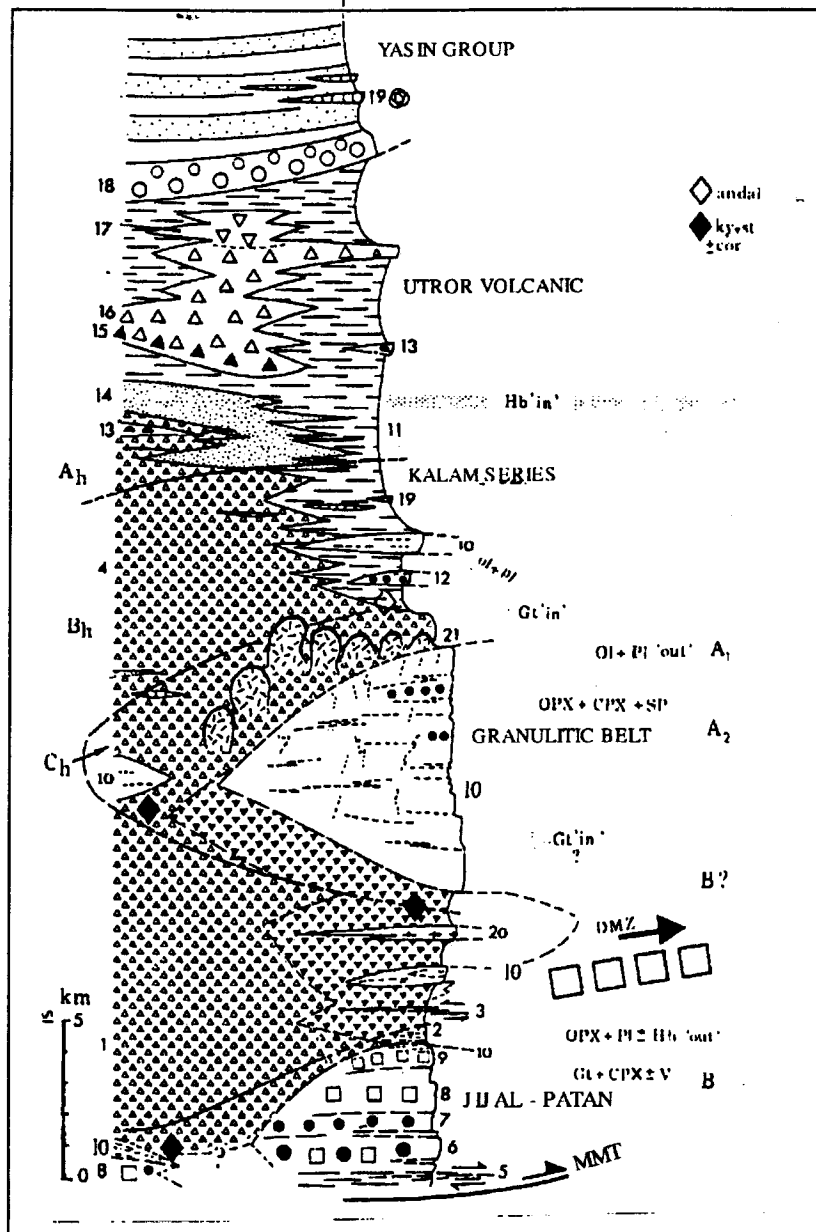 YASIN GROUP
19
18
andal
17
ky+st
±cor
UTROR VOLCANIC
16
15
13
14
Hb'in'
13
11
Ah
KALAM SERIES
19
4
10
ol+pl
12
Gt'in'
Bh
21
Ol + Pl 'out' A1
OPX + CPX + SP
GRANULITIC BELT A2
Ch
10
10
Gt'in'
?
B?
20
DMZ
10
km
3
5
1
2
OPX + Pl ± Hb 'out'
10
9
Gt + CPX ± V B
8
JIJAL - PATAN
7
10
6
8
0
5
MMT